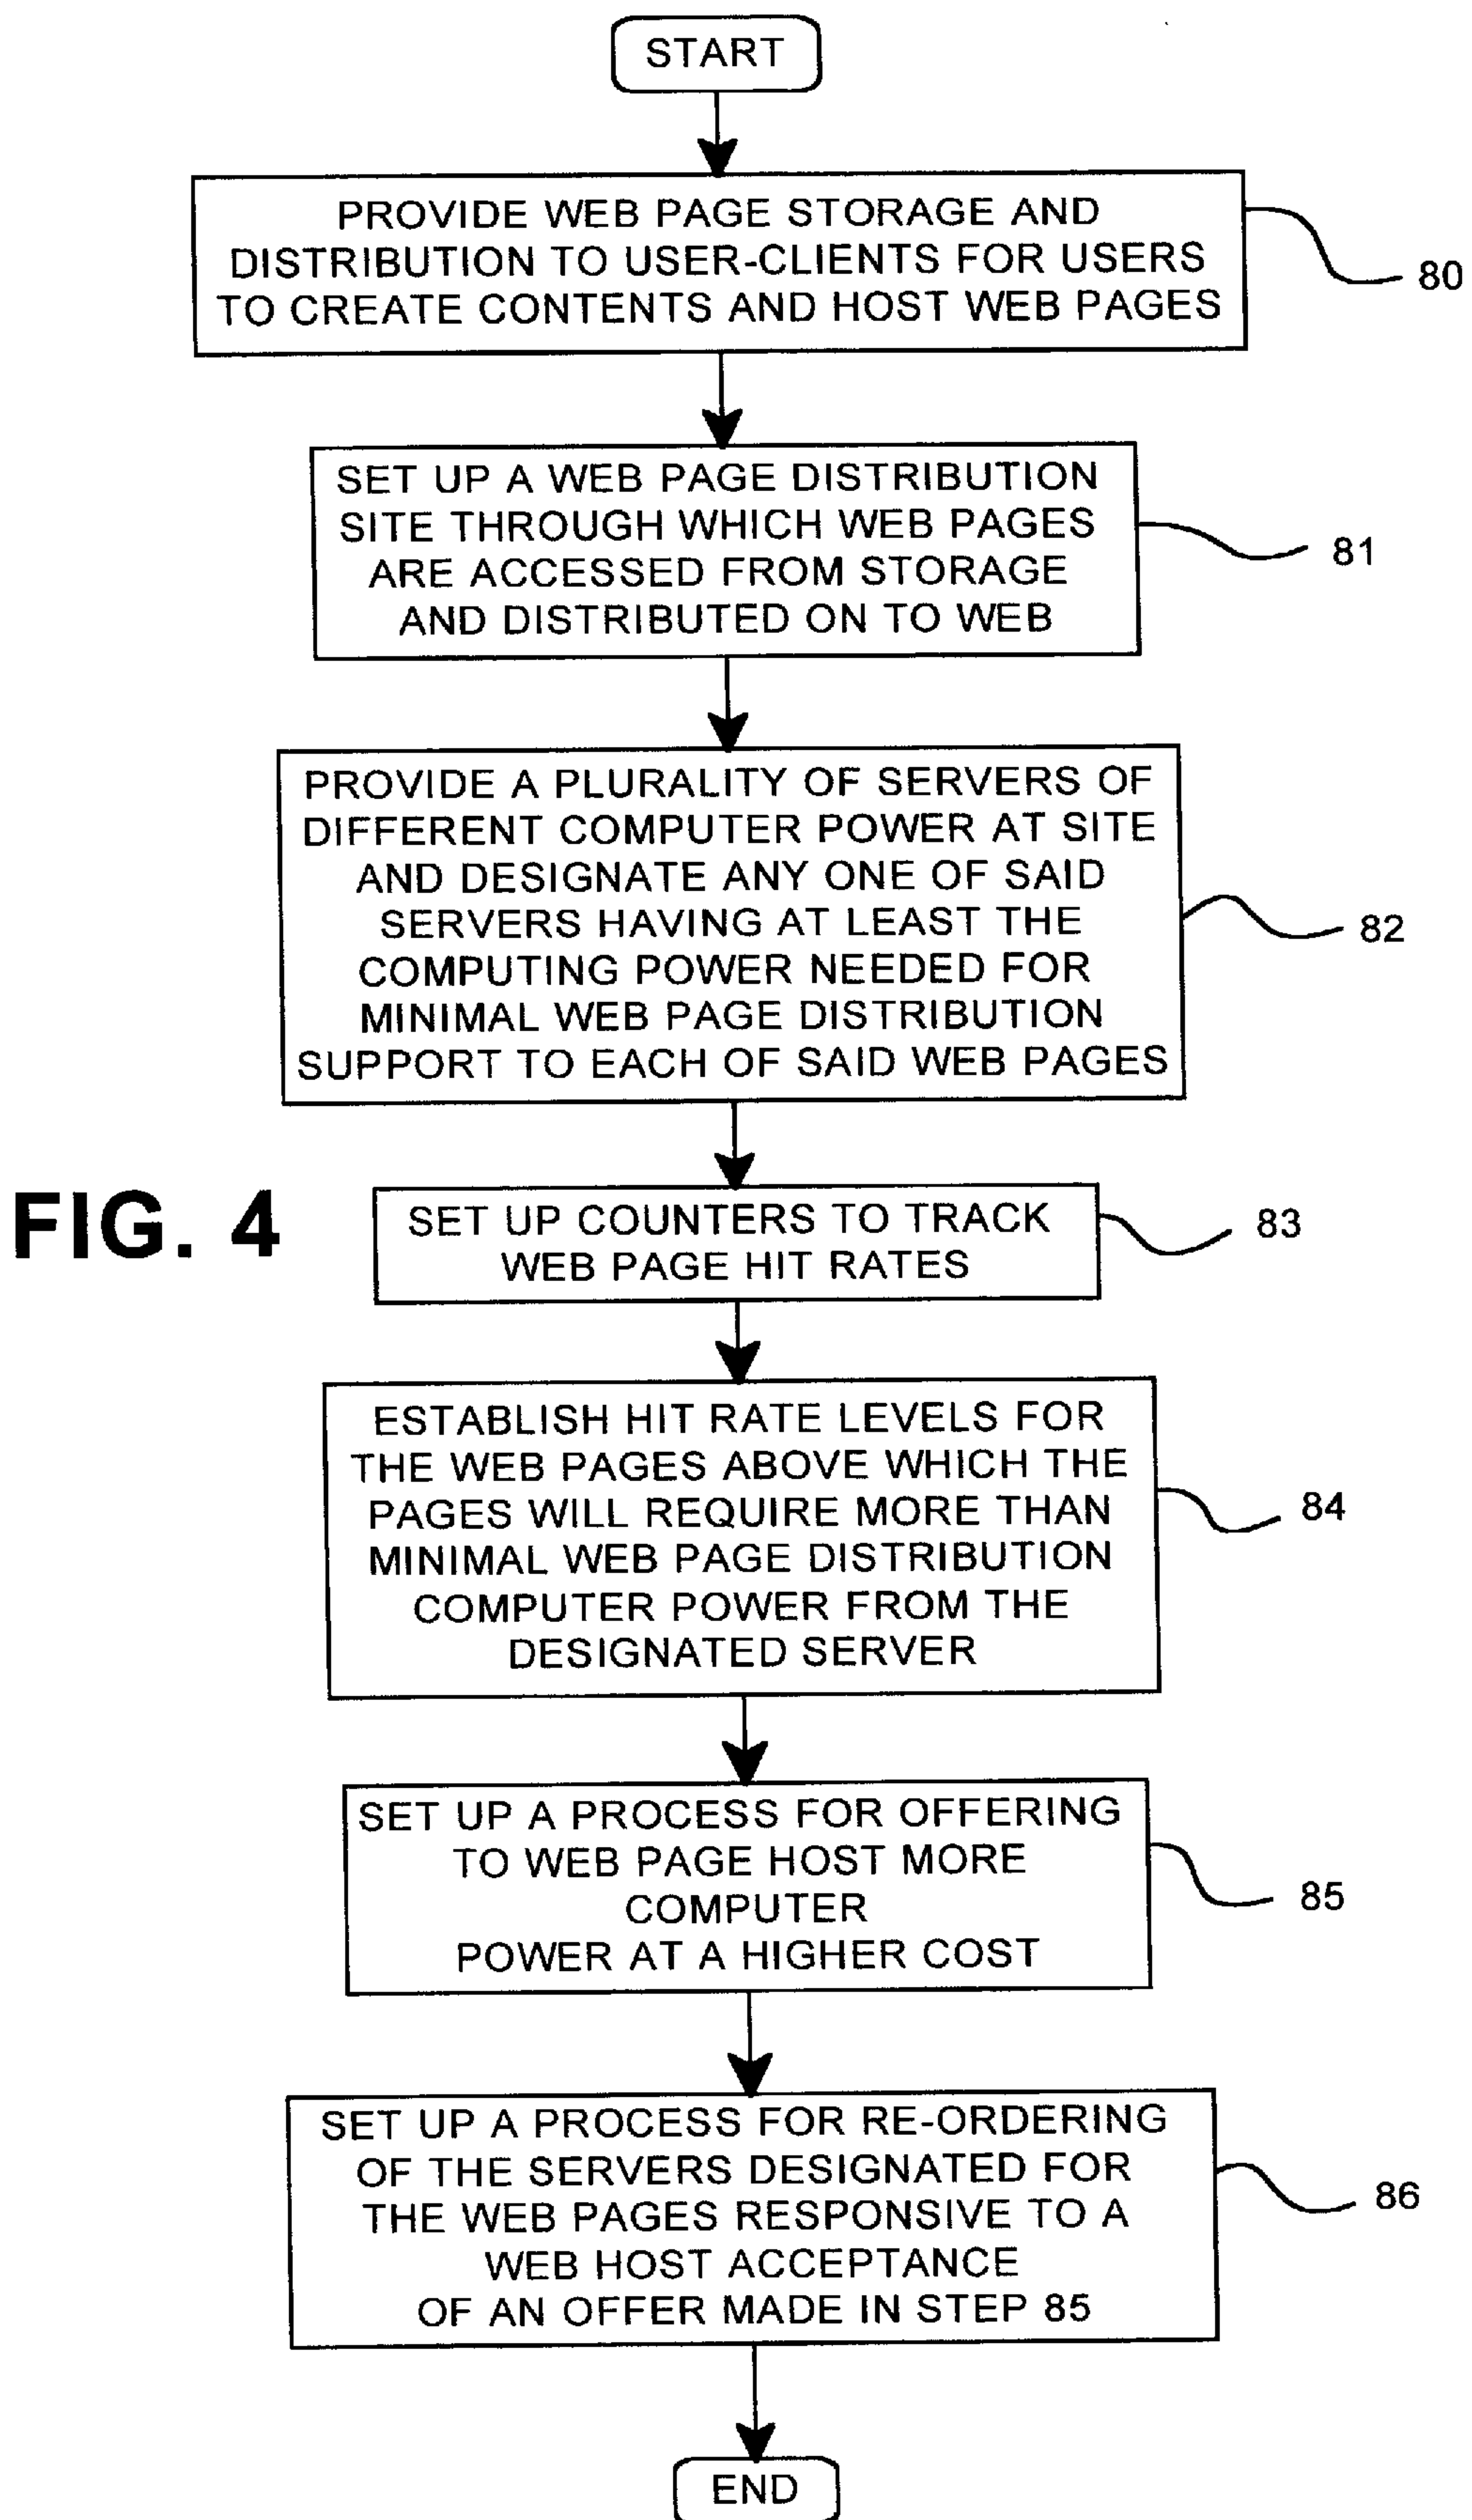 START
PROVIDE WEB PAGE STORAGE AND
DISTRIBUTION TO USER-CLIENTS FOR USERS
TO CREATE CONTENTS AND HOST WEB PAGES
80
SET UP A WEB PAGE DISTRIBUTION
SITE THROUGH WHICH WEB PAGES
ARE ACCESSED FROM STORAGE
AND DISTRIBUTED ON TO WEB
81
PROVIDE A PLURALITY OF SERVERS OF
DIFFERENT COMPUTER POWER AT SITE
AND DESIGNATE ANY ONE OF SAID
SERVERS HAVING AT LEAST THE
COMPUTING POWER NEEDED FOR
MINIMAL WEB PAGE DISTRIBUTION
SUPPORT TO EACH OF SAID WEB PAGES
82
FIG. 4
SET UP COUNTERS TO TRACK
WEB PAGE HIT RATES
83
ESTABLISH HIT RATE LEVELS FOR
THE WEB PAGES ABOVE WHICH THE
PAGES WILL REQUIRE MORE THAN
MINIMAL WEB PAGE DISTRIBUTION
COMPUTER POWER FROM THE
DESIGNATED SERVER
84
SET UP A PROCESS FOR OFFERING
TO WEB PAGE HOST MORE
COMPUTER
POWER AT A HIGHER COST
85
SET UP A PROCESS FOR RE-ORDERING
OF THE SERVERS DESIGNATED FOR
THE WEB PAGES RESPONSIVE TO A
WEB HOST ACCEPTANCE
OF AN OFFER MADE IN STEP 85
86
END